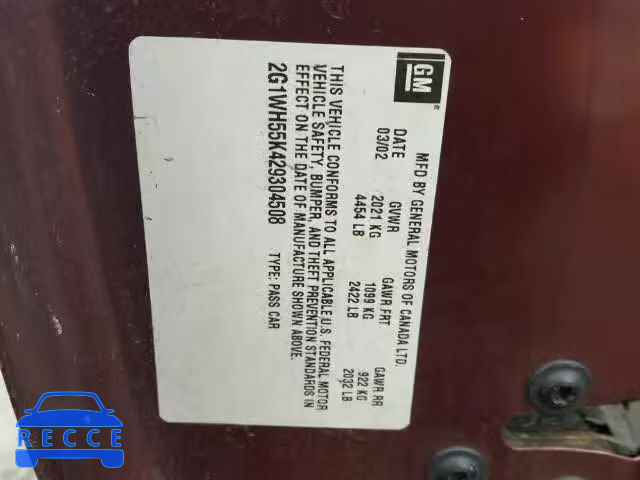 GM
MFD BY GENERAL MOTORS OF CANADA LTD.
DATE GVWR GAWR FRT GAWR RR
03/02 2021 KG 1099 KG 922 KG
4454 LB 2422 LB 2032 LB
THIS VEHICLE CONFORMS TO ALL APPLICABLE U.S. FEDERAL MOTOR
VEHICLE SAFETY, BUMPER, AND THEFT PREVENTION STANDARDS IN
EFFECT ON THE DATE OF MANUFACTURE SHOWN ABOVE.
2G1WH55K429304508 TYPE: PASS CAR
RECCE